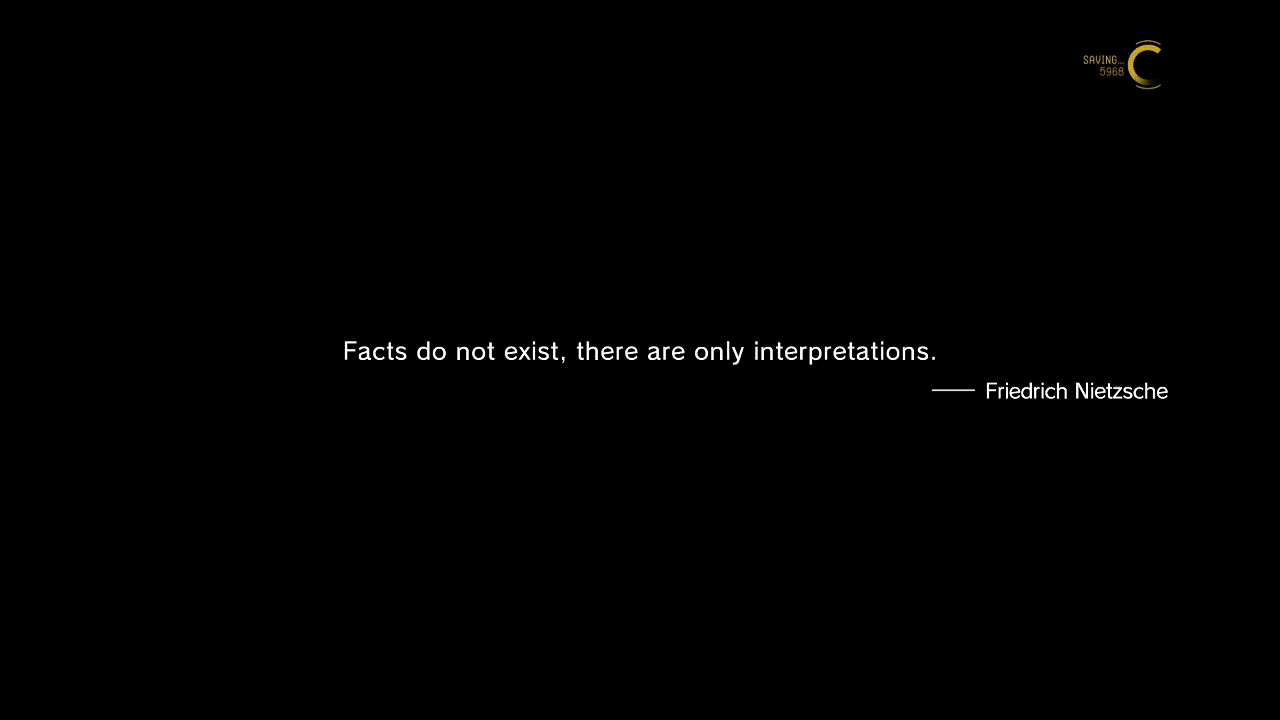 SAVING...
5968
Facts do not exist, there are only interpretations.
—— Friedrich Nietzsche